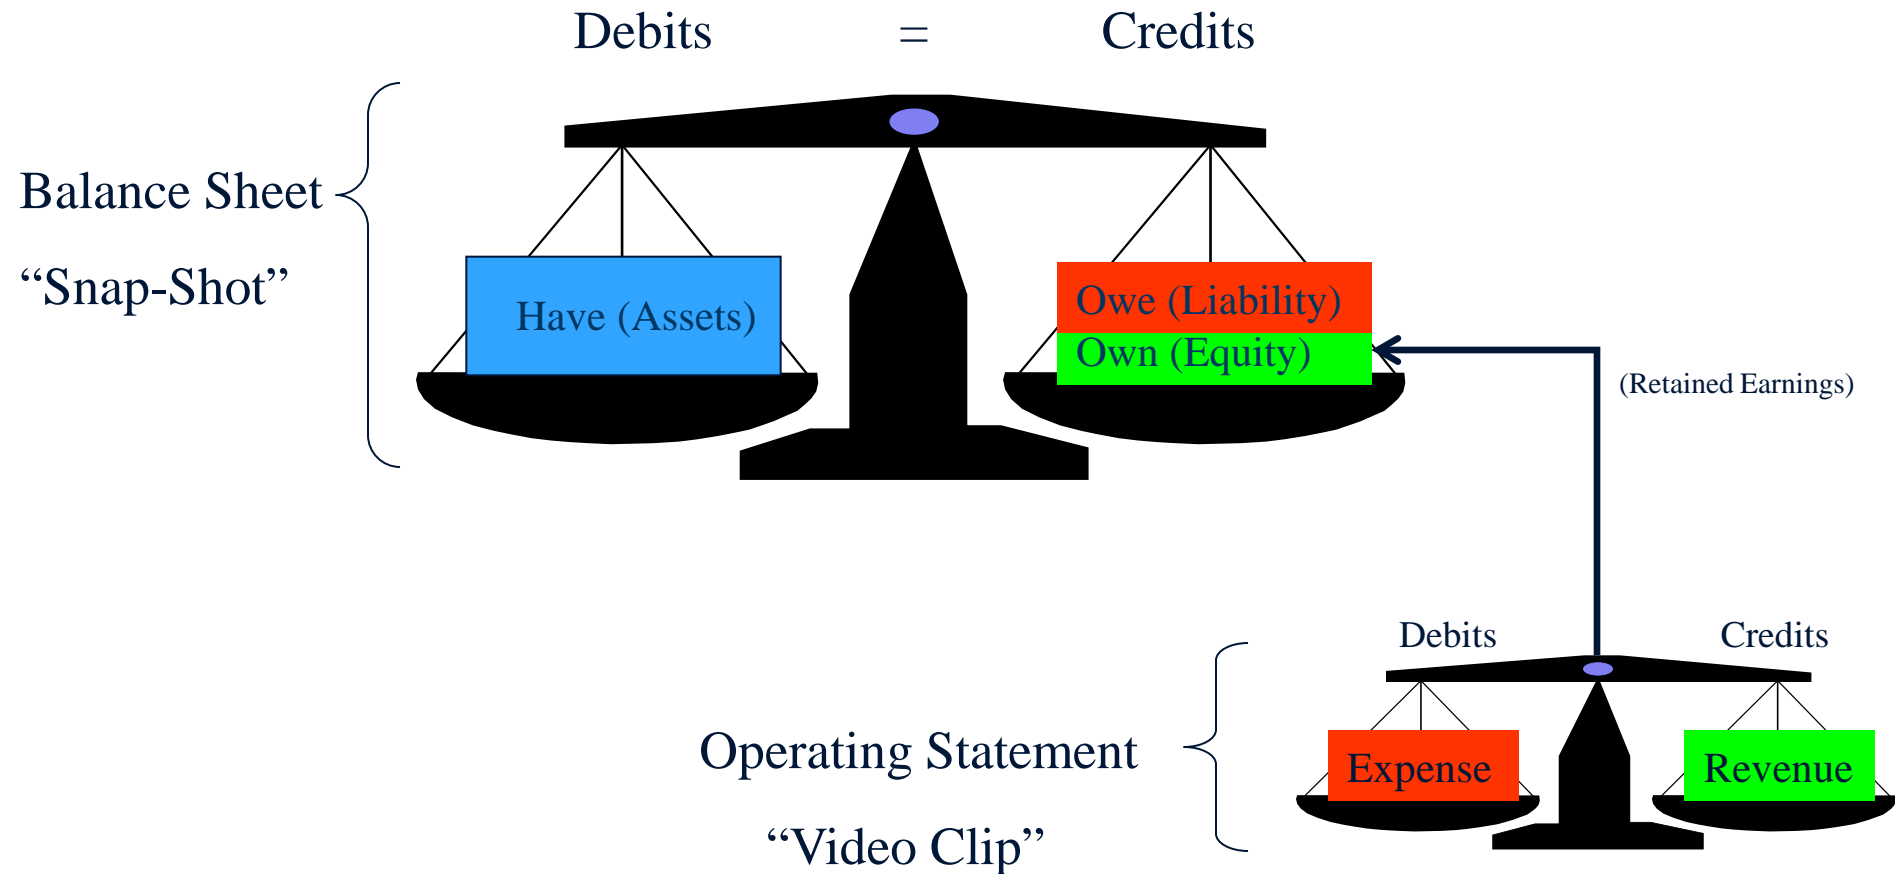 Debits = Credits
Balance Sheet
“Snap-Shot”
Have (Assets)
Owe (Liability)
Own (Equity)
(Retained Earnings)
Debits Credits
Operating Statement
“Video Clip”
Expense
Revenue